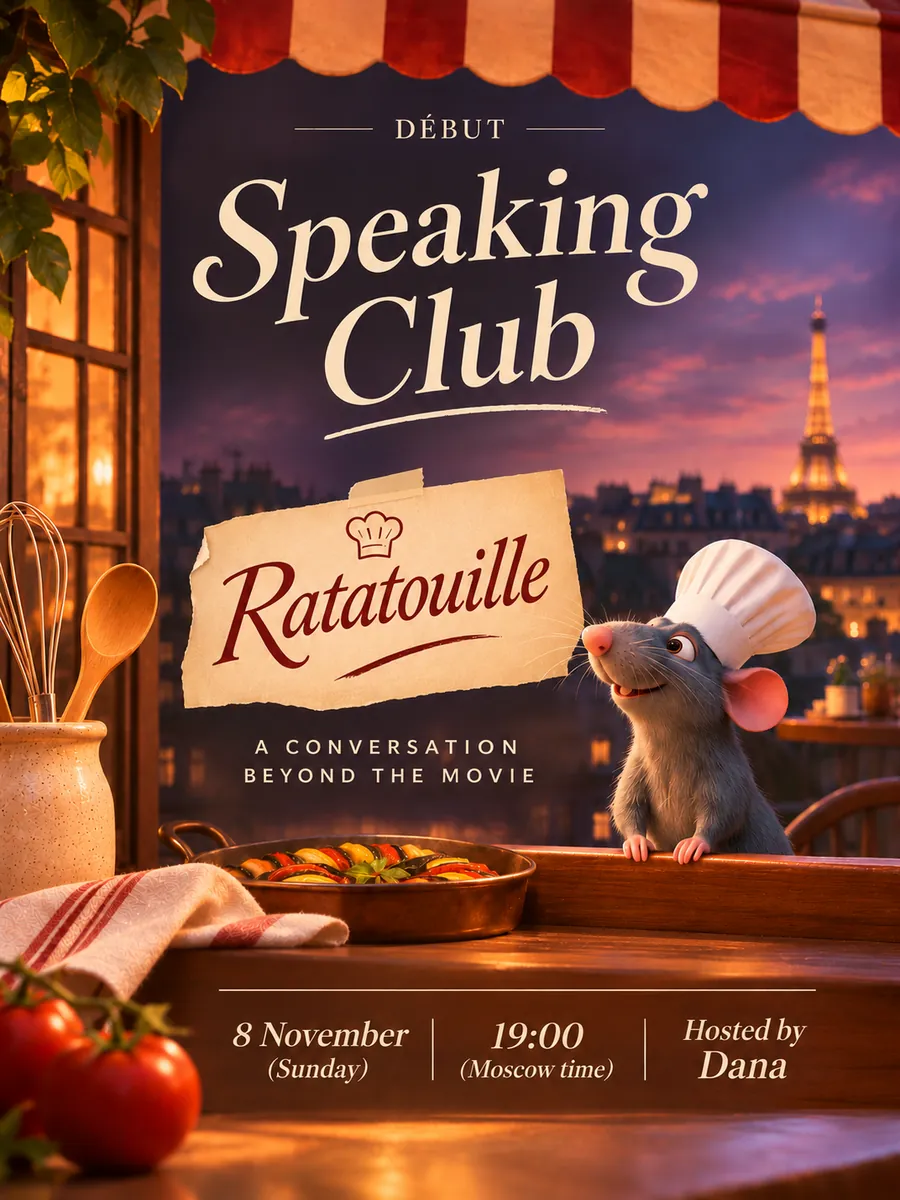 DÉBUT
Speaking
Club
Ratatouille
A CONVERSATION
BEYOND THE MOVIE
8 November
(Sunday)
19:00
(Moscow time)
Hosted by
Dana